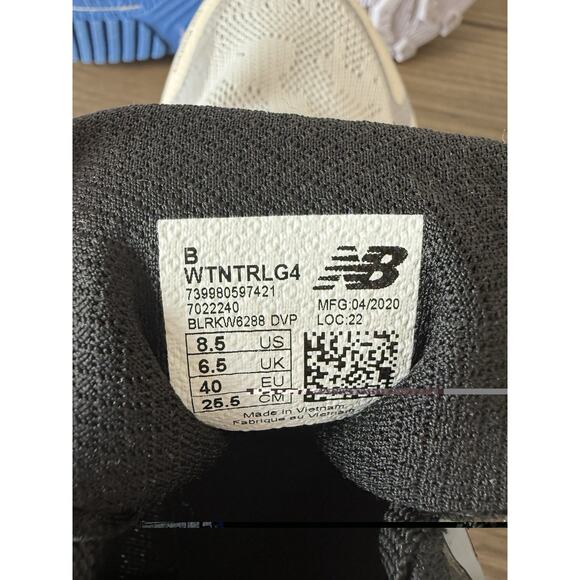 B
WTNTRLG4
739980597421
7022240
BLRKW6288 DVP
NB
MFG:04/2020
LOC:22
8.5 US
6.5 UK
40 EU
25.5 CM
Made in Vietnam
Fabriqué au Vietnam